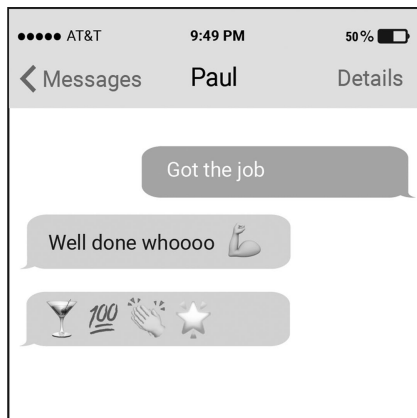 ●●●●● AT&T 9:49 PM 50%
Messages Paul Details
Got the job
Well done whoooo 💪
🍸 💯 👏 🌟